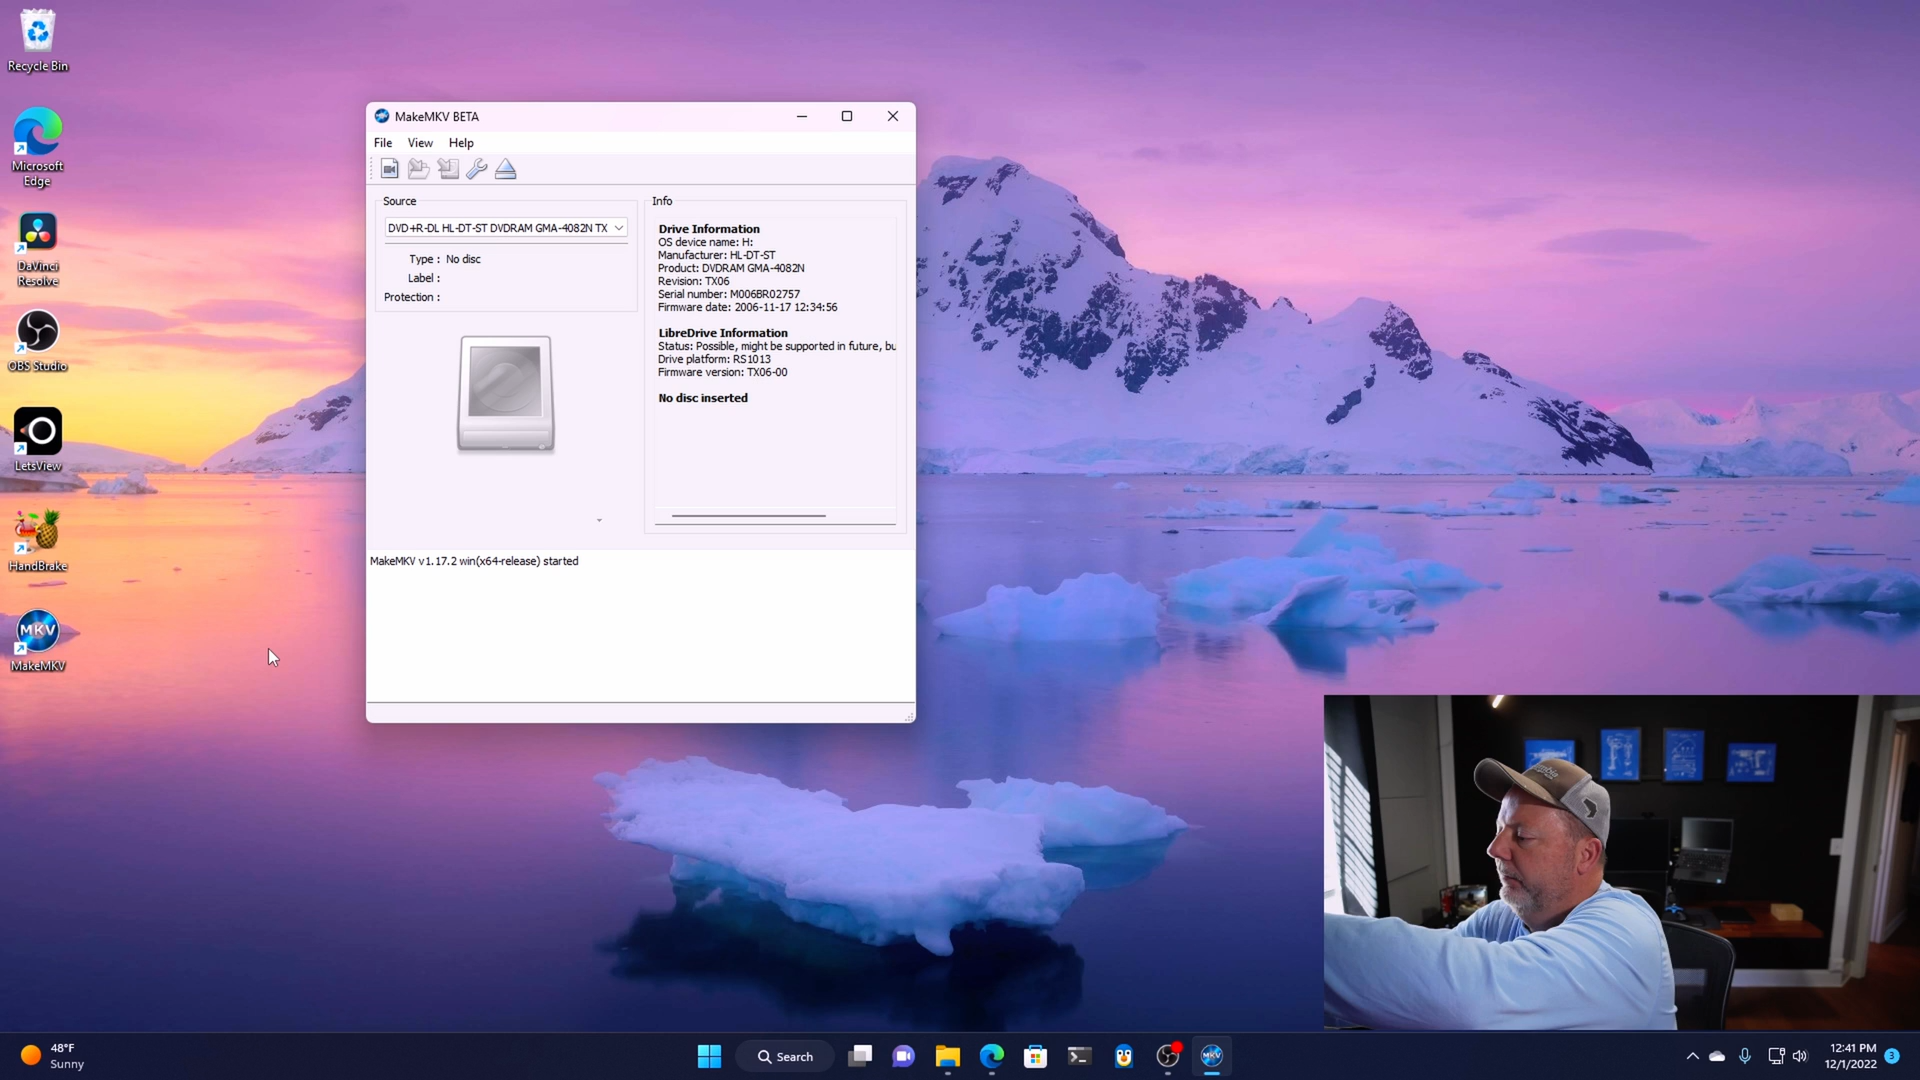 Recycle Bin
Microsoft
Edge
DaVinci
Resolve
OBS Studio
LetsView
HandBrake
MKV
MakeMKV
MakeMKV BETA
File View Help
Source
DVD+R-DL HL-DT-ST DVDRAM GMA-4082N TX
Type : No disc
Label :
Protection :
Info
Drive Information
OS device name: H:
Manufacturer: HL-DT-ST
Product: DVDRAM GMA-4082N
Revision: TX06
Serial number: M006BR02757
Firmware date: 2006-11-17 12:34:56
LibreDrive Information
Status: Possible, might be supported in future, bu
Drive platform: RS1013
Firmware version: TX06-00
No disc inserted
MakeMKV v1.17.2 win(x64-release) started
48°F
Sunny
Search
MKV
12:41 PM
12/1/2022
3